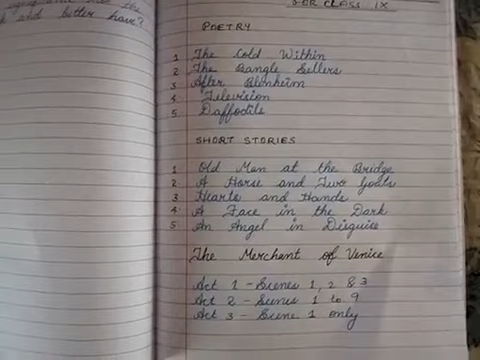 and better have?
FOR CLASS IX
POETRY
1 The Cold Within
2 The Bangle Sellers
3 After Blenheim
4 Television
5 Daffodils
SHORT STORIES
1 Old Man at the Bridge
2 A Horse and Two Goats
3 Hearts and Hands
4 A Face in the Dark
5 An Angel in Disguise
The Merchant of Venice
Act 1 - Scenes 1, 2 & 3
Act 2 - Scenes 1 to 9
Act 3 - Scene 1 only